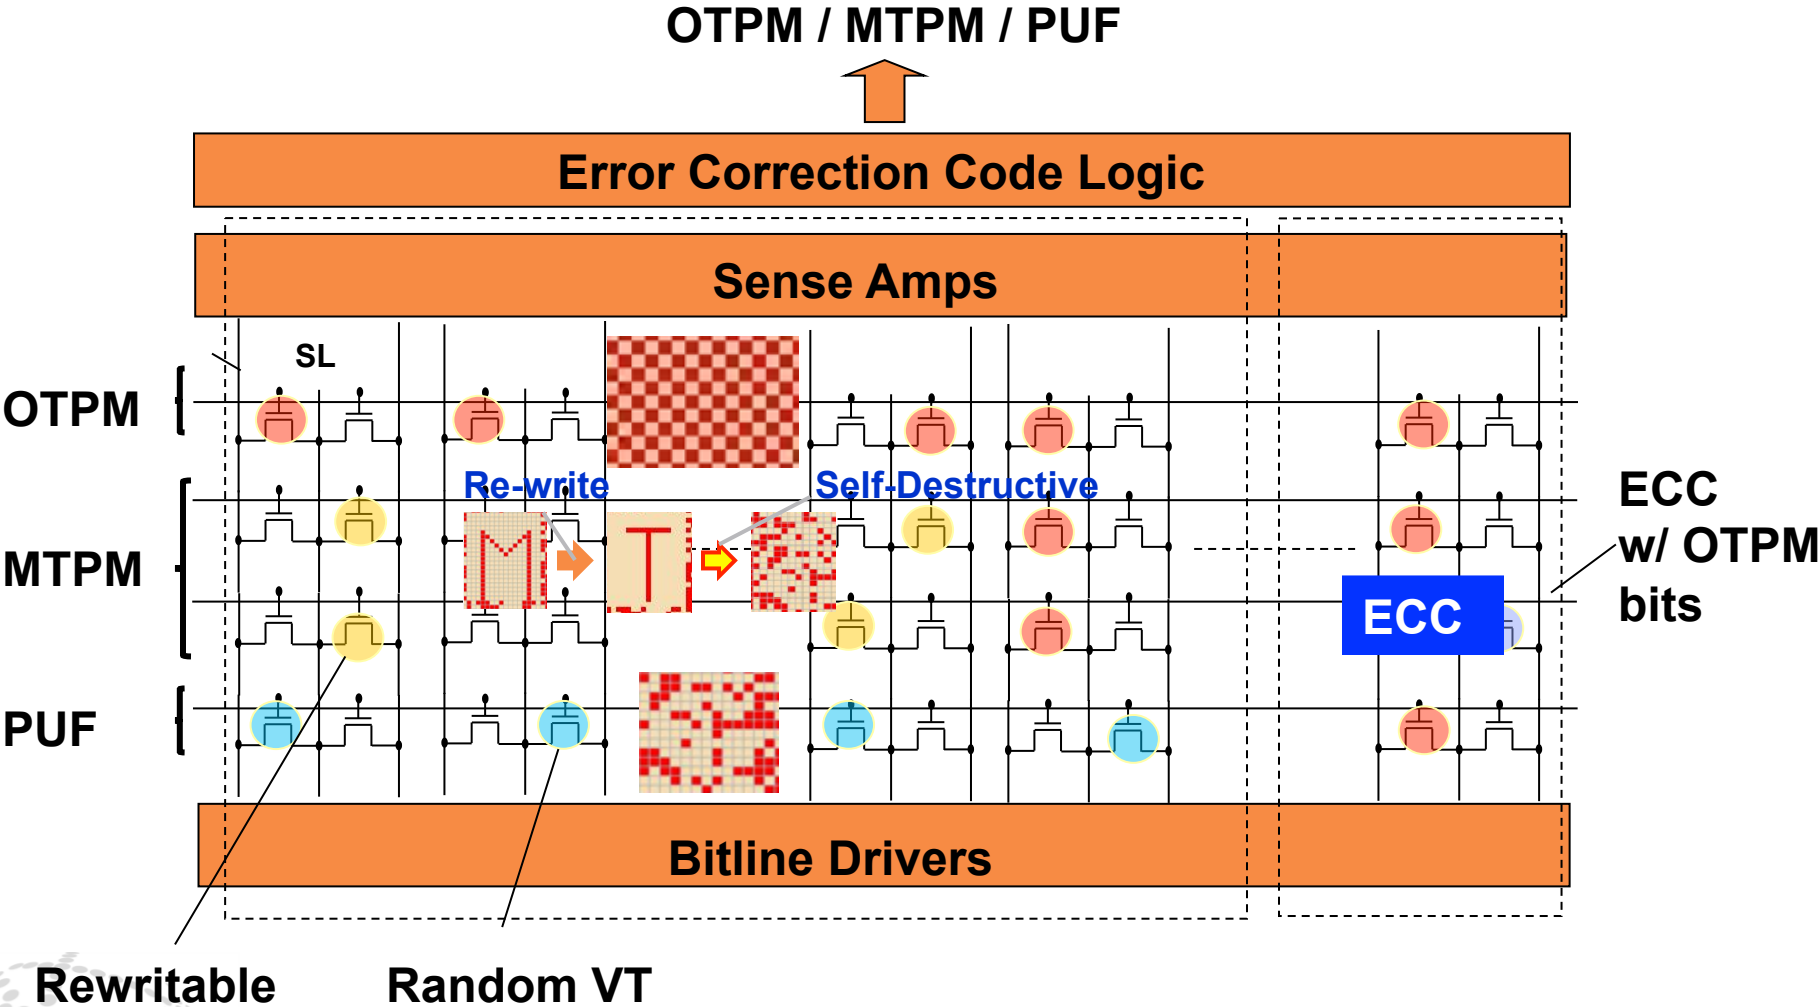 OTPM / MTPM / PUF
Error Correction Code Logic
Sense Amps
SL
OTPM
Re-write
Self-Destructive
ECC
w/ OTPM
bits
MTPM
M
T
ECC
PUF
Bitline Drivers
Rewritable
Random VT